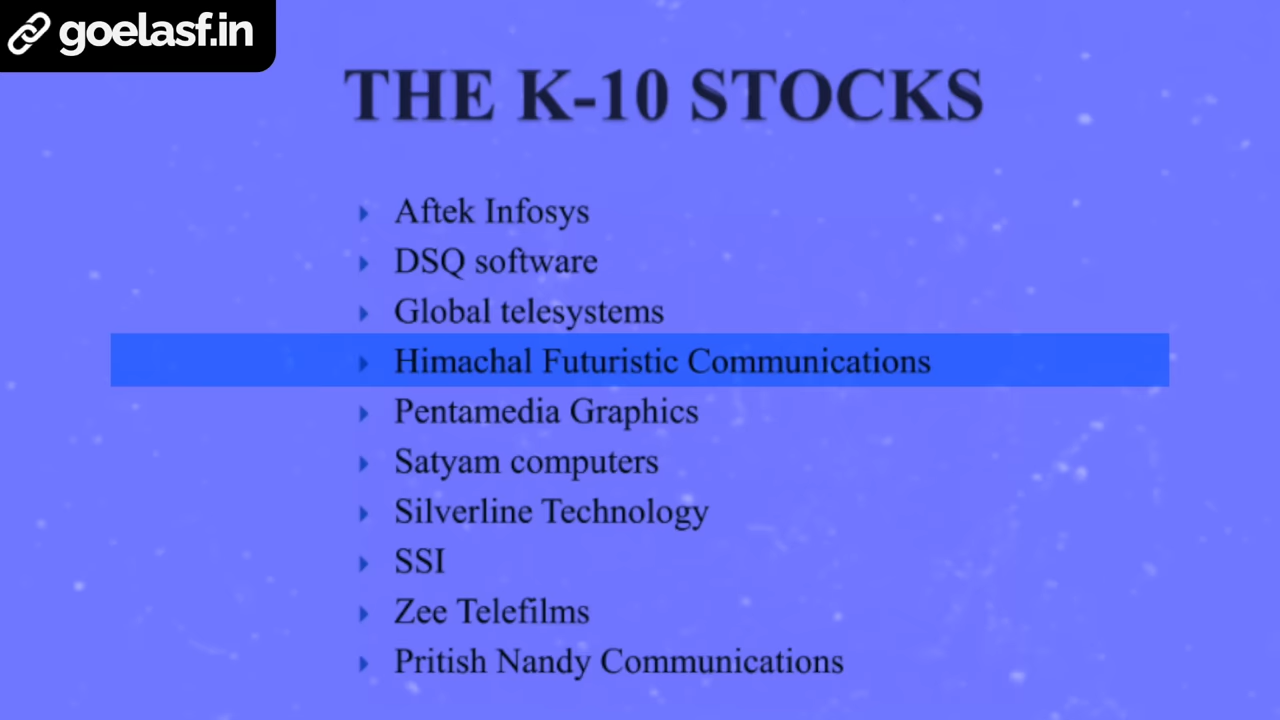 goelasf.in
THE K-10 STOCKS
Aftek Infosys
DSQ software
Global telesystems
Himachal Futuristic Communications
Pentamedia Graphics
Satyam computers
Silverline Technology
SSI
Zee Telefilms
Pritish Nandy Communications